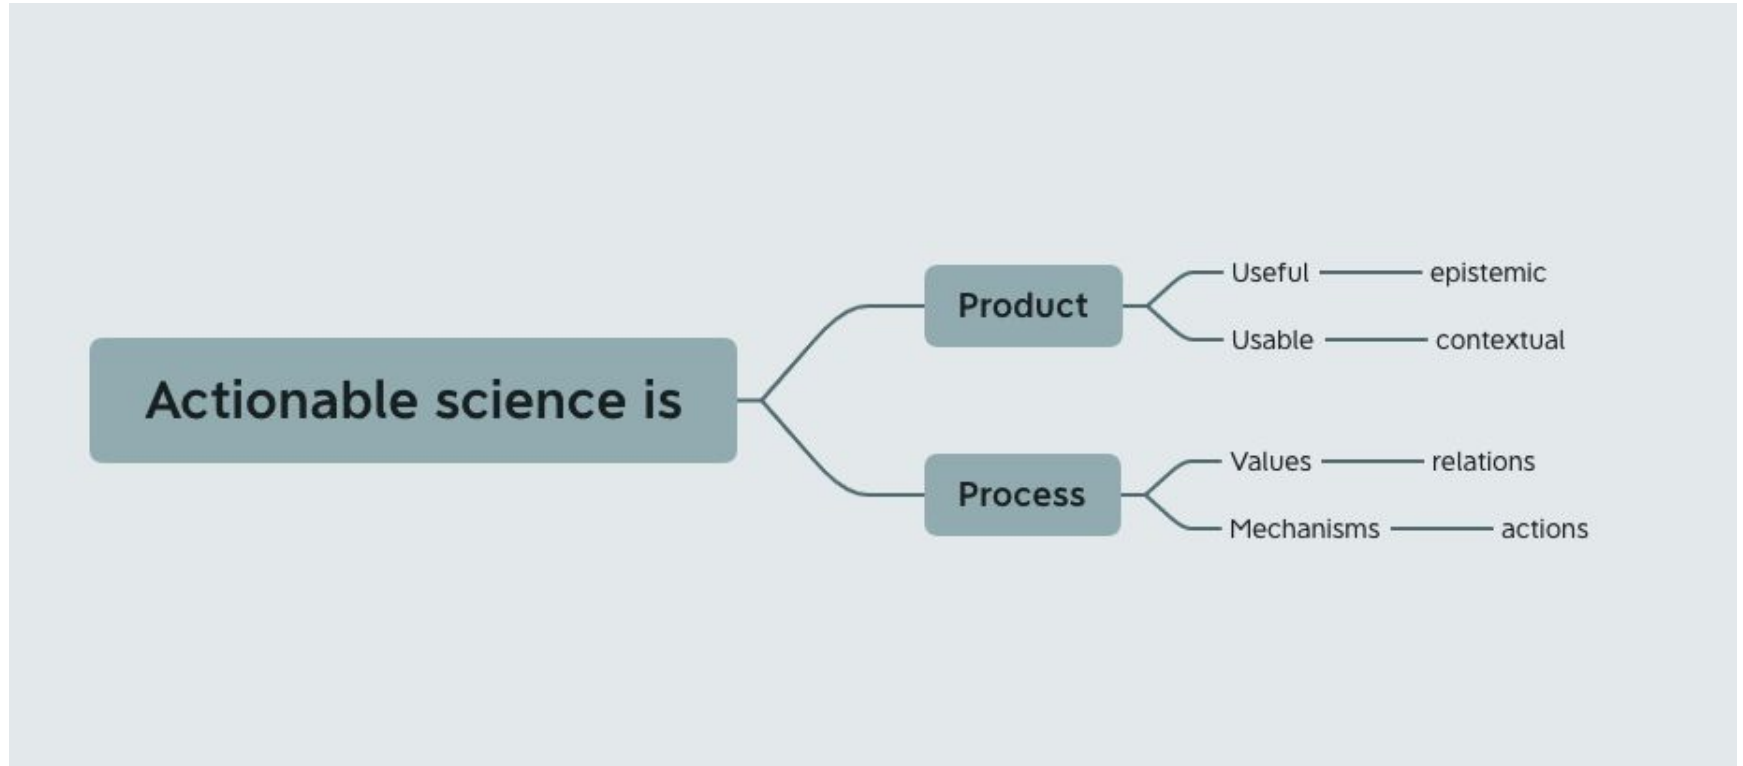 Actionable science is
Product
Useful
epistemic
Usable
contextual
Process
Values
relations
Mechanisms
actions